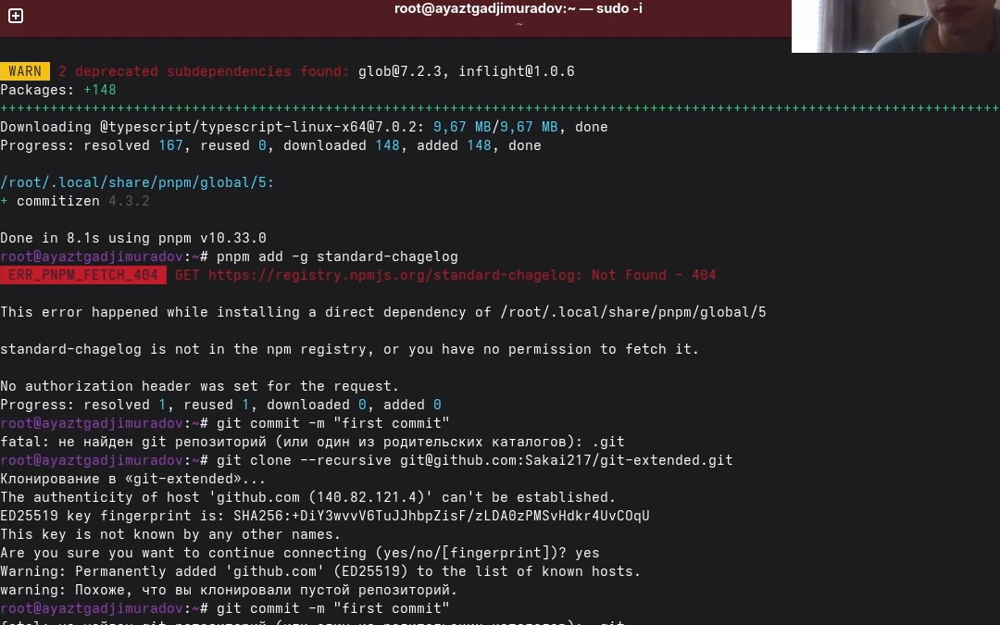 root@ayaztgadjimuradov:~ — sudo -i
~
WARN 2 deprecated subdependencies found: glob@7.2.3, inflight@1.0.6
Packages: +148
++++++++++++++++++++++++++++++++++++++++++++++++++++++++++++++++++++++++++++++++++++++++++++++++++++++++++++++++++++++++
Downloading @typescript/typescript-linux-x64@7.0.2: 9,67 MB/9,67 MB, done
Progress: resolved 167, reused 0, downloaded 148, added 148, done
/root/.local/share/pnpm/global/5:
+ commitizen 4.3.2
Done in 8.1s using pnpm v10.33.0
root@ayaztgadjimuradov:~# pnpm add -g standard-chagelog
ERR_PNPM_FETCH_404 GET https://registry.npmjs.org/standard-chagelog: Not Found - 404
This error happened while installing a direct dependency of /root/.local/share/pnpm/global/5
standard-chagelog is not in the npm registry, or you have no permission to fetch it.
No authorization header was set for the request.
Progress: resolved 1, reused 1, downloaded 0, added 0
root@ayaztgadjimuradov:~# git commit -m "first commit"
fatal: не найден git репозиторий (или один из родительских каталогов): .git
root@ayaztgadjimuradov:~# git clone --recursive git@github.com:Sakai217/git-extended.git
Клонирование в «git-extended»...
The authenticity of host 'github.com (140.82.121.4)' can't be established.
ED25519 key fingerprint is: SHA256:+DiY3wvvV6TuJJhbpZisF/zLDA0zPMSvHdkr4UvCOqU
This key is not known by any other names.
Are you sure you want to continue connecting (yes/no/[fingerprint])? yes
Warning: Permanently added 'github.com' (ED25519) to the list of known hosts.
warning: Похоже, что вы клонировали пустой репозиторий.
root@ayaztgadjimuradov:~# git commit -m "first commit"
fatal: не найден git репозиторий (или один из родительских каталогов): .git